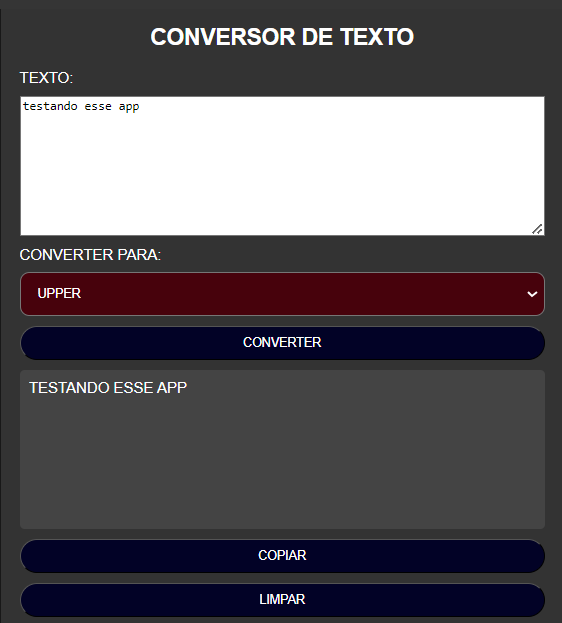 CONVERSOR DE TEXTO
TEXTO:
testando esse app
CONVERTER PARA:
UPPER
CONVERTER
TESTANDO ESSE APP
COPIAR
LIMPAR